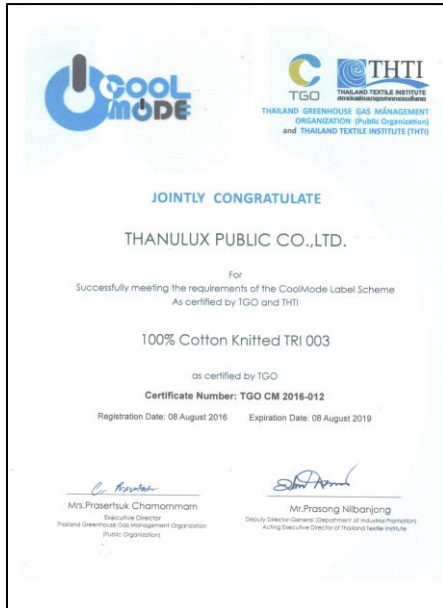 COOL
MODE
TGO
THTI
THAILAND TEXTILE INSTITUTE
THAILAND GREENHOUSE GAS MANAGEMENT
ORGANIZATION (Public Organization)
and THAILAND TEXTILE INSTITUTE (THTI)
JOINTLY CONGRATULATE
THANULUX PUBLIC CO.,LTD.
For
Successfully meeting the requirements of the CoolMode Label Scheme
As certified by TGO and THTI
100% Cotton Knitted TRI 003
as certified by TGO
Certificate Number: TGO CM 2016-012
Registration Date: 08 August 2016 Expiration Date: 08 August 2019
Mrs.Prasertsuk Chamornmarn
Executive Director
Thailand Greenhouse Gas Management Organization
(Public Organization)
Mr.Prasong Nilbanjong
Deputy Director-General (Department of Industrial Promotion)
Acting Executive Director of Thailand Textile Institute